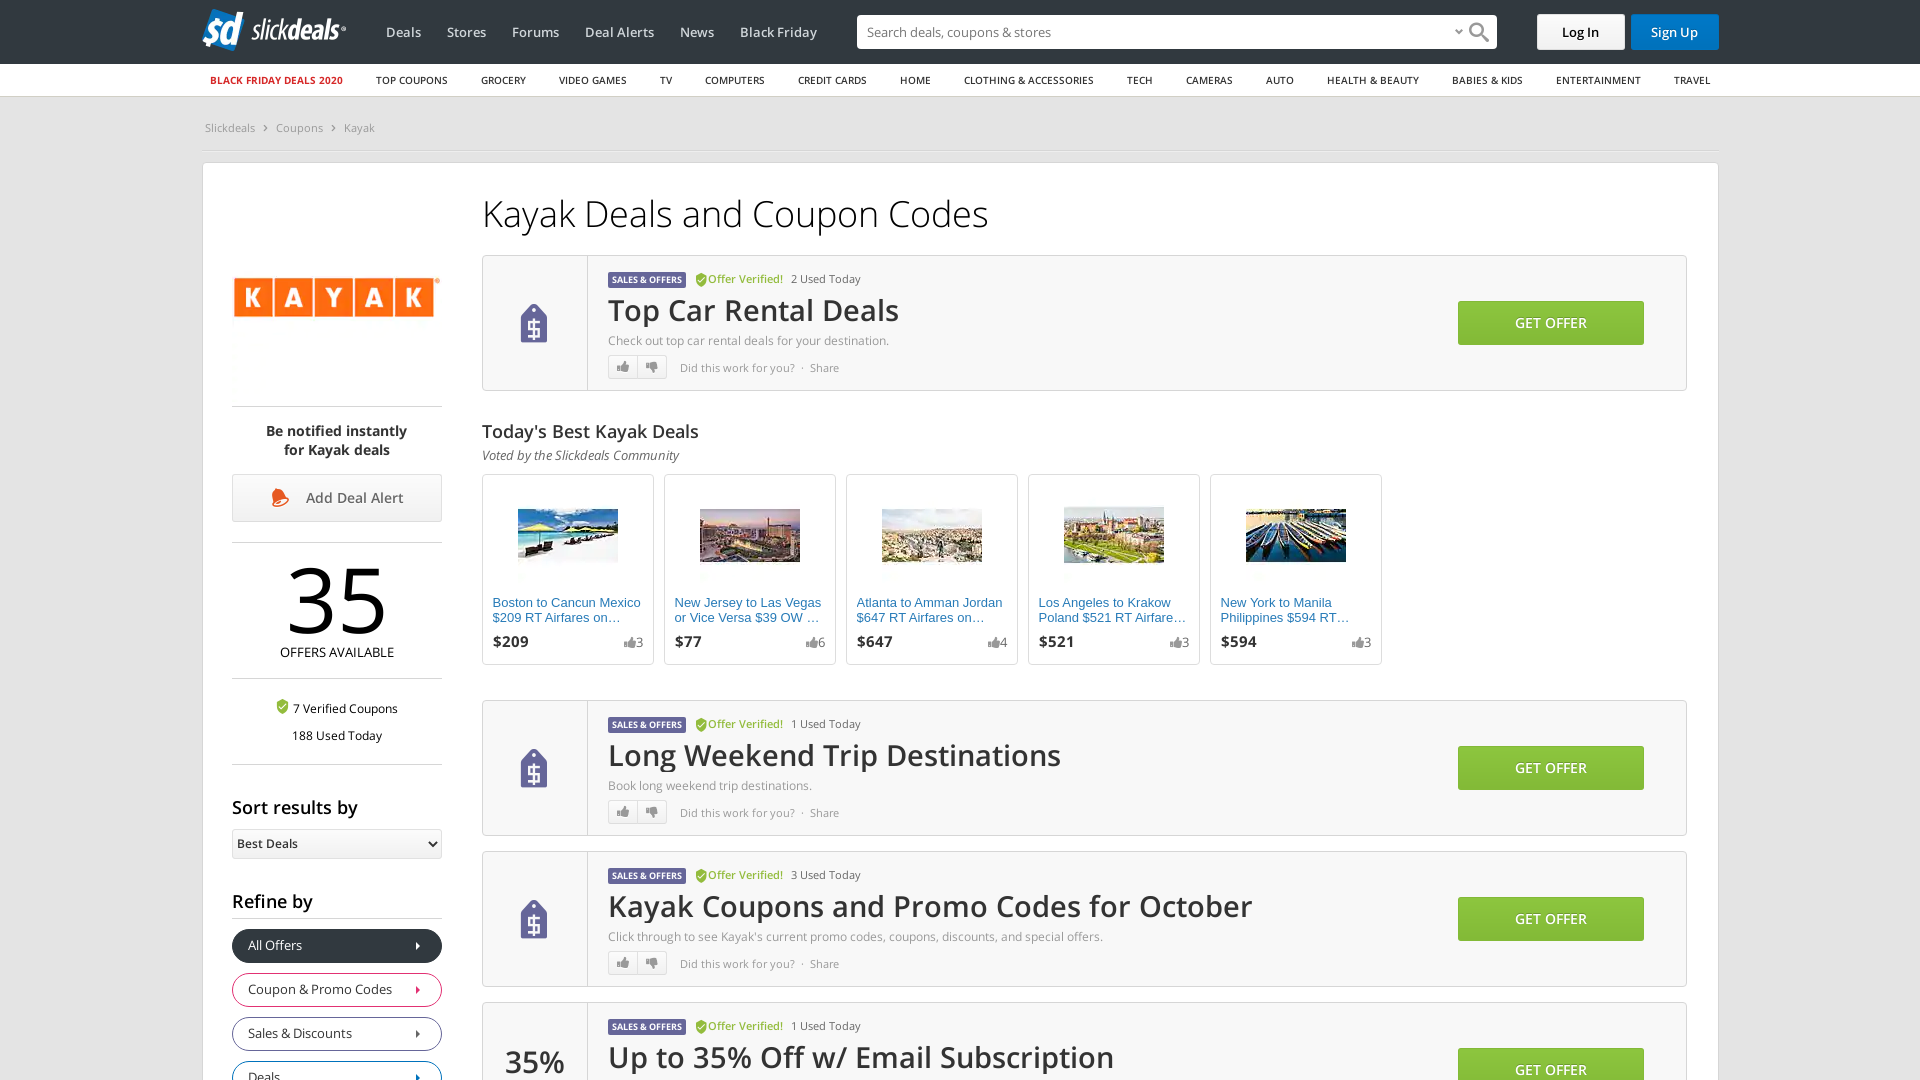 slickdeals
Deals
Stores
Forums
Deal Alerts
News
Black Friday
Search deals, coupons & stores
Log In
Sign Up
BLACK FRIDAY DEALS 2020
TOP COUPONS
GROCERY
VIDEO GAMES
TV
COMPUTERS
CREDIT CARDS
HOME
CLOTHING & ACCESSORIES
TECH
CAMERAS
AUTO
HEALTH & BEAUTY
BABIES & KIDS
ENTERTAINMENT
TRAVEL
Slickdeals
Coupons
Kayak
KAYAK
Be notified instantly
for Kayak deals
Add Deal Alert
35
OFFERS AVAILABLE
7 Verified Coupons
188 Used Today
Sort results by
Best Deals
Refine by
All Offers
Coupon & Promo Codes
Sales & Discounts
Deals
Kayak Deals and Coupon Codes
SALES & OFFERS
Offer Verified!
2 Used Today
Top Car Rental Deals
Check out top car rental deals for your destination.
Did this work for you? · Share
GET OFFER
Today's Best Kayak Deals
Voted by the Slickdeals Community
Boston to Cancun Mexico
$209 RT Airfares on…
$209
3
New Jersey to Las Vegas
or Vice Versa $39 OW …
$77
6
Atlanta to Amman Jordan
$647 RT Airfares on…
$647
4
Los Angeles to Krakow
Poland $521 RT Airfare…
$521
3
New York to Manila
Philippines $594 RT…
$594
3
SALES & OFFERS
Offer Verified!
1 Used Today
Long Weekend Trip Destinations
Book long weekend trip destinations.
Did this work for you? · Share
GET OFFER
SALES & OFFERS
Offer Verified!
3 Used Today
Kayak Coupons and Promo Codes for October
Click through to see Kayak's current promo codes, coupons, discounts, and special offers.
Did this work for you? · Share
GET OFFER
35%
SALES & OFFERS
Offer Verified!
1 Used Today
Up to 35% Off w/ Email Subscription
GET OFFER